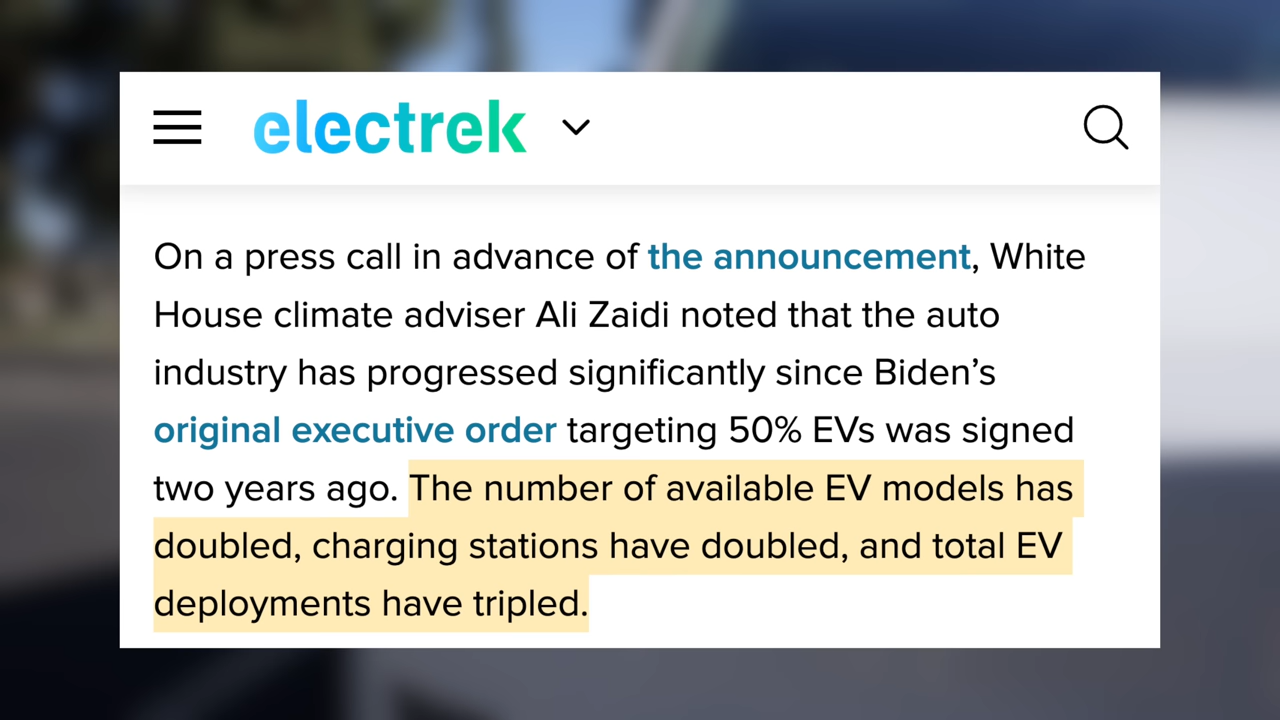 electrek
On a press call in advance of the announcement, White
House climate adviser Ali Zaidi noted that the auto
industry has progressed significantly since Biden’s
original executive order targeting 50% EVs was signed
two years ago. The number of available EV models has
doubled, charging stations have doubled, and total EV
deployments have tripled.